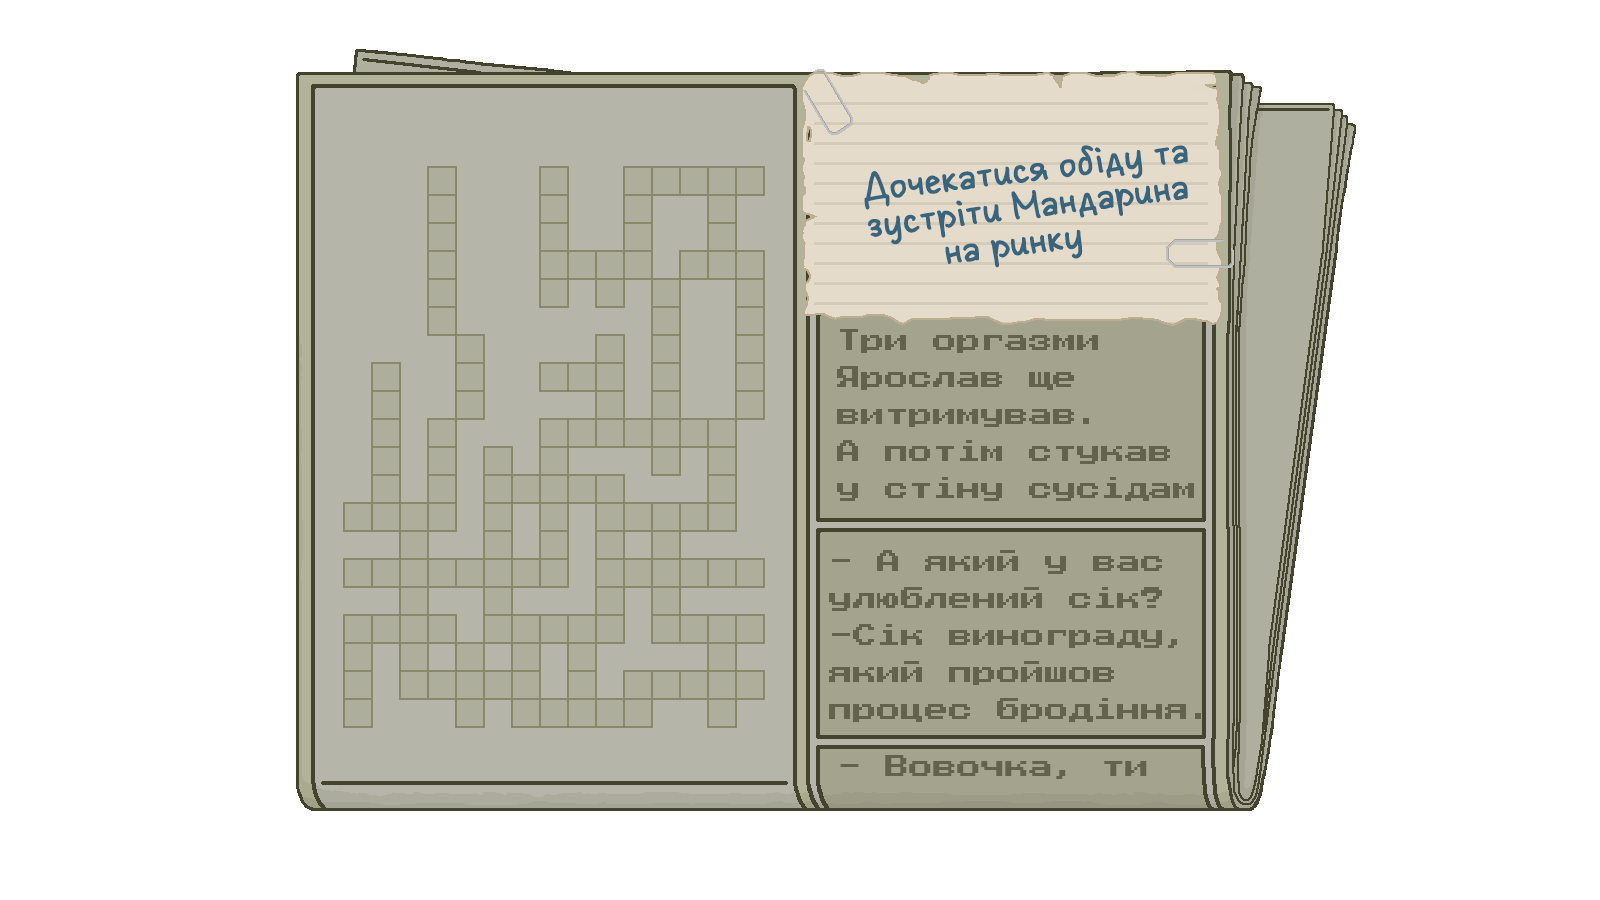 Дочекатися обіду та
зустріти Мандарина
на ринку
Три оргазми
Ярослав ще
витримував.
А потім стукав
у стіну сусідам
- А який у вас
улюблений сік?
-Сік винограду,
який пройшов
процес бродіння.
- Вовочка, ти